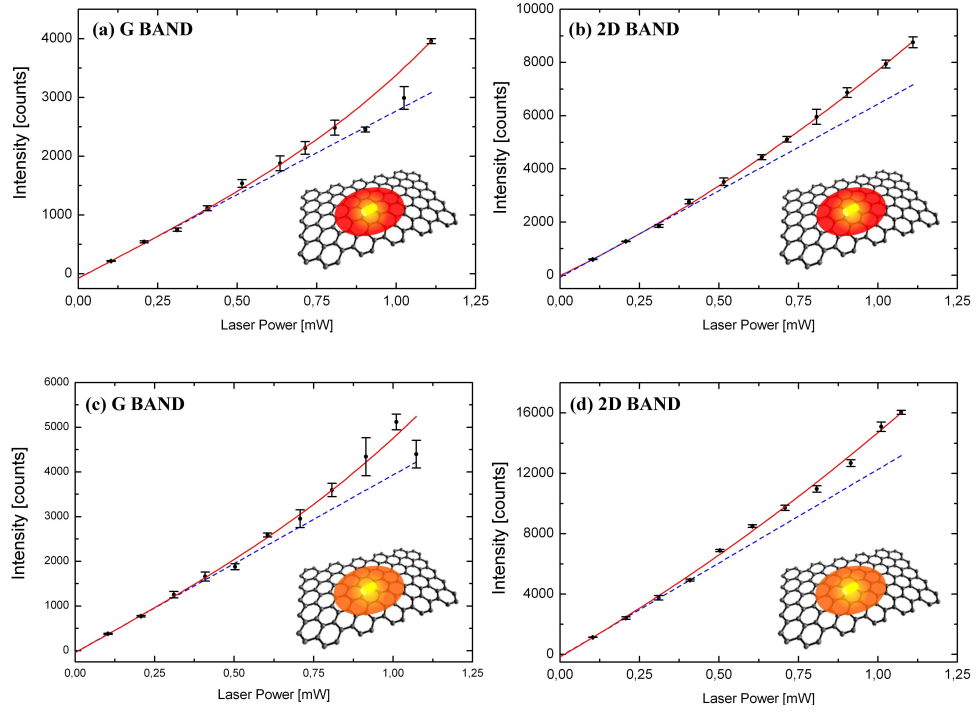 (a) G BAND
Intensity [counts]
4000
3000
2000
1000
0
0,00 0,25 0,50 0,75 1,00 1,25
Laser Power [mW]
(b) 2D BAND
Intensity [counts]
10000
8000
6000
4000
2000
0
0,00 0,25 0,50 0,75 1,00 1,25
Laser Power [mW]
(c) G BAND
Intensity [counts]
6000
5000
4000
3000
2000
1000
0
0,00 0,25 0,50 0,75 1,00 1,25
Laser Power [mW]
(d) 2D BAND
Intensity [counts]
16000
12000
8000
4000
0
0,00 0,25 0,50 0,75 1,00 1,25
Laser Power [mW]